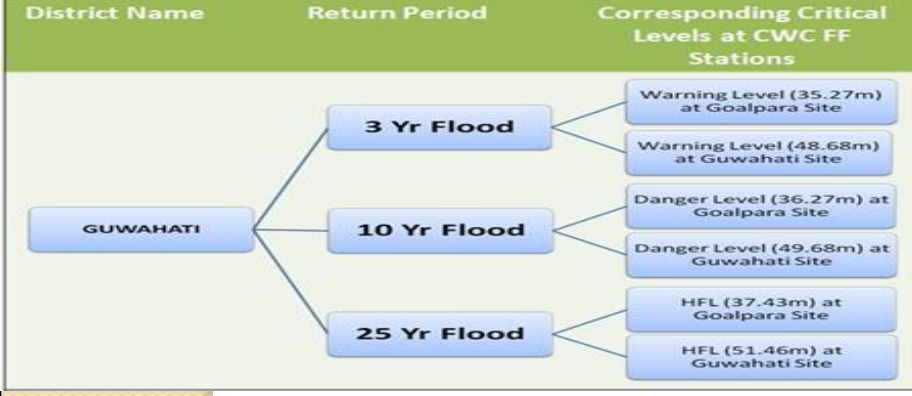 District Name
Return Period
Corresponding Critical
Levels at CWC FF
Stations
GUWAHATI
3 Yr Flood
Warning Level (35.27m)
at Goalpara Site
Warning Level (48.68m)
at Guwahati Site
10 Yr Flood
Danger Level (36.27m) at
Goalpara Site
Danger Level (49.68m) at
Guwahati Site
25 Yr Flood
HFL (37.43m) at
Goalpara Site
HFL (51.46m) at
Guwahati Site